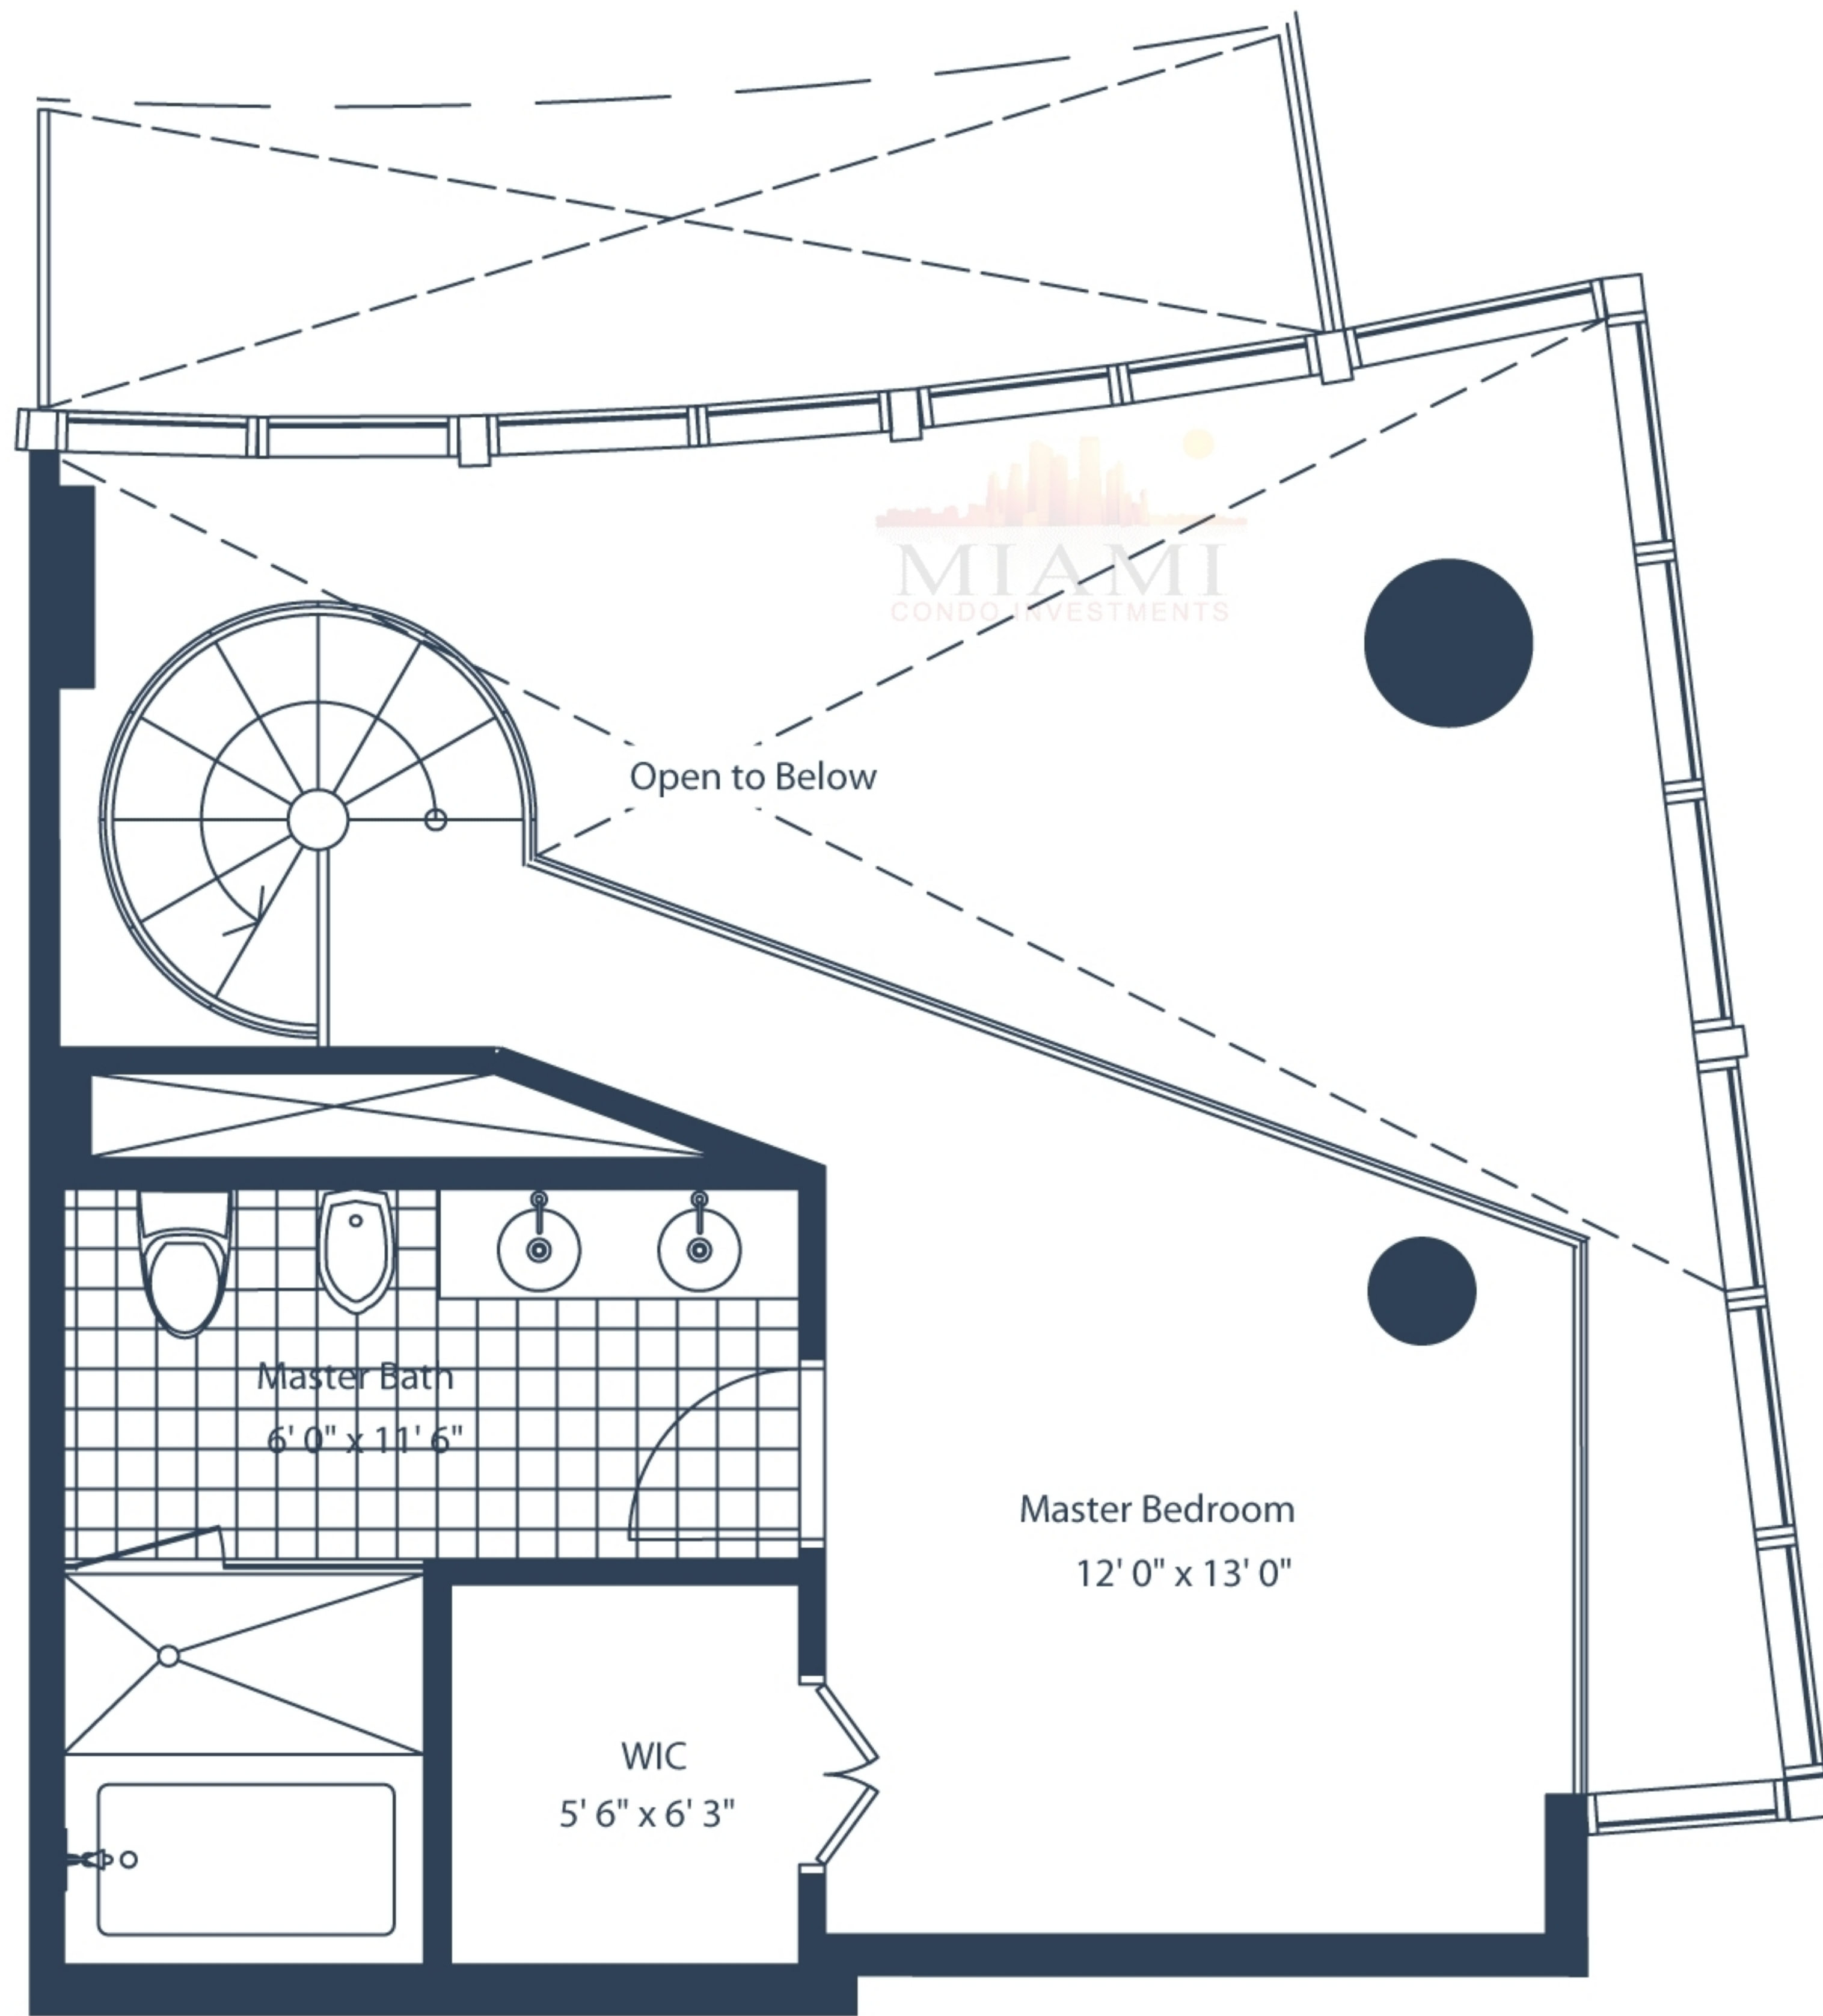 MIAMI
CONDO INVESTMENTS
Open to Below
Master Bath
6' 0" x 11' 6"
Master Bedroom
12' 0" x 13' 0"
WIC
5' 6" x 6' 3"